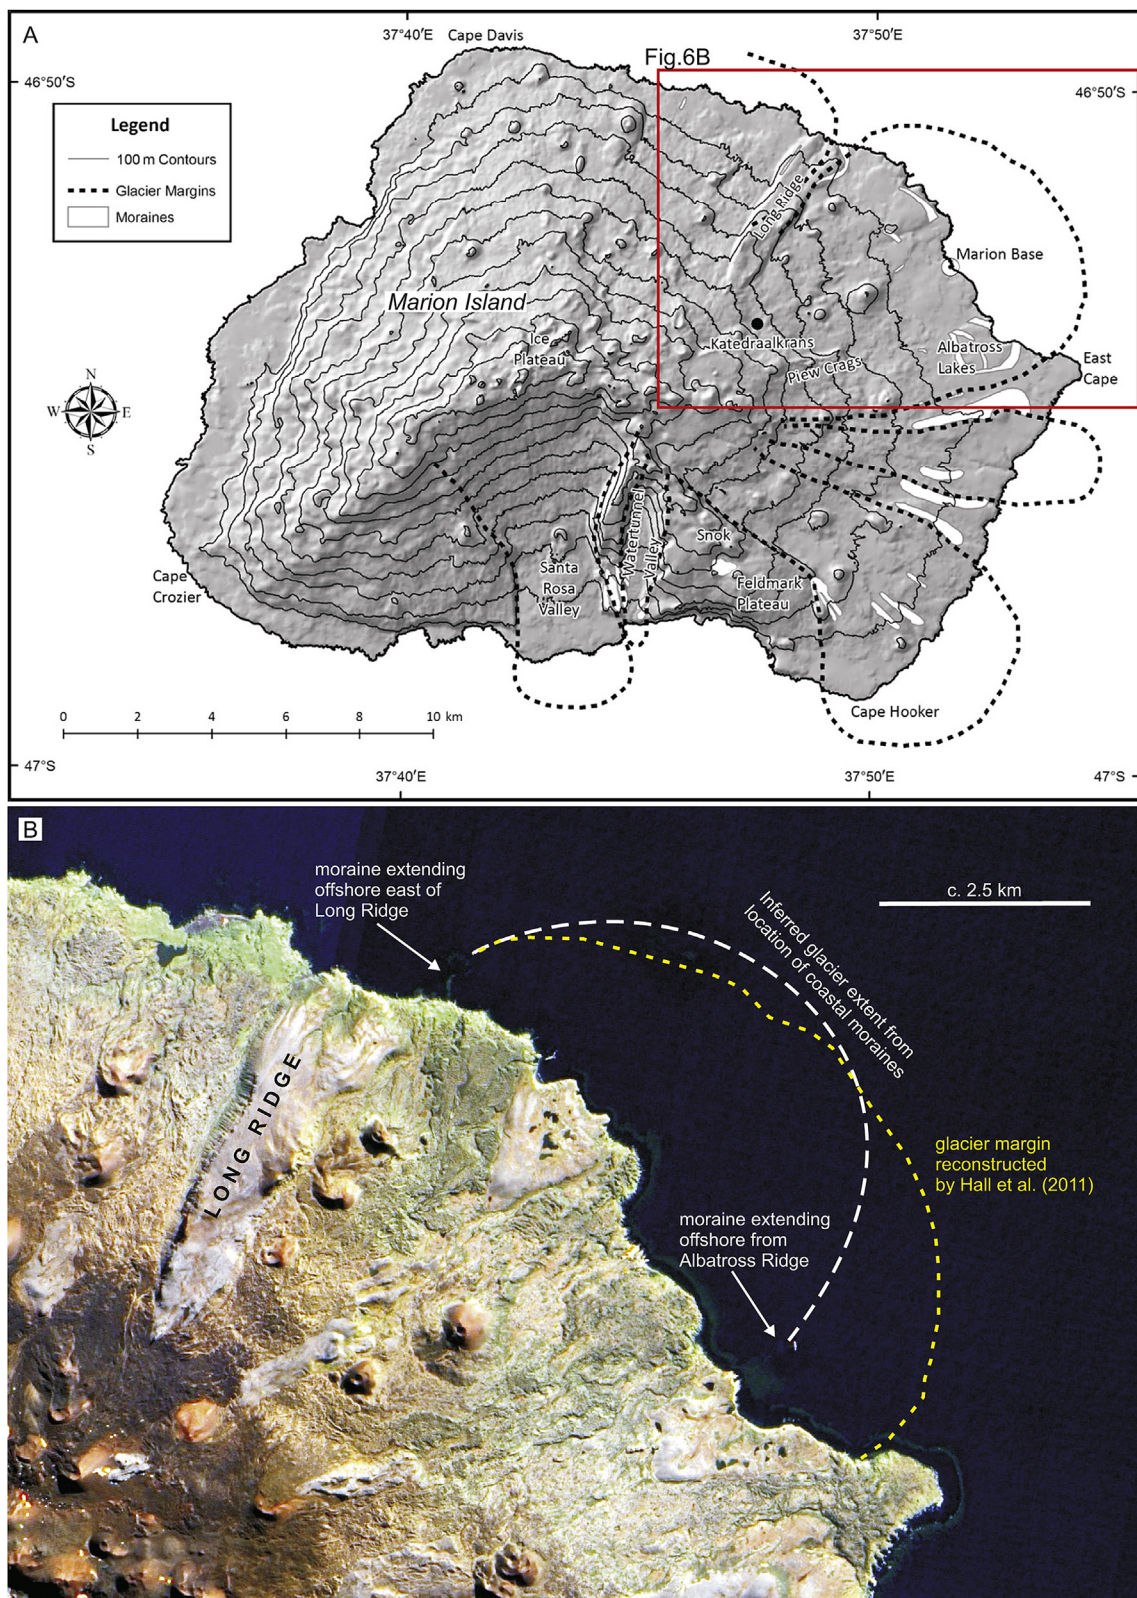 A
37°40'E
Cape Davis
37°50'E
Fig.6B
46°50'S
46°50'S
Legend
100 m Contours
Glacier Margins
Moraines
Long Ridge
Marion Base
Marion Island
Ice
Plateau
Katedraalkrans
Piew Crags
Albatross
Lakes
East
Cape
N
W
E
S
Watertunnel
Valley
Snok
Santa
Rosa
Valley
Feldmark
Plateau
Cape
Crozier
Cape Hooker
0 2 4 6 8 10 km
47°S
37°40'E
37°50'E
47°S
B
moraine extending
offshore east of
Long Ridge
c. 2.5 km
Inferred glacier extent from
location of coastal moraines
LONG RIDGE
glacier margin
reconstructed
by Hall et al. (2011)
moraine extending
offshore from
Albatross Ridge